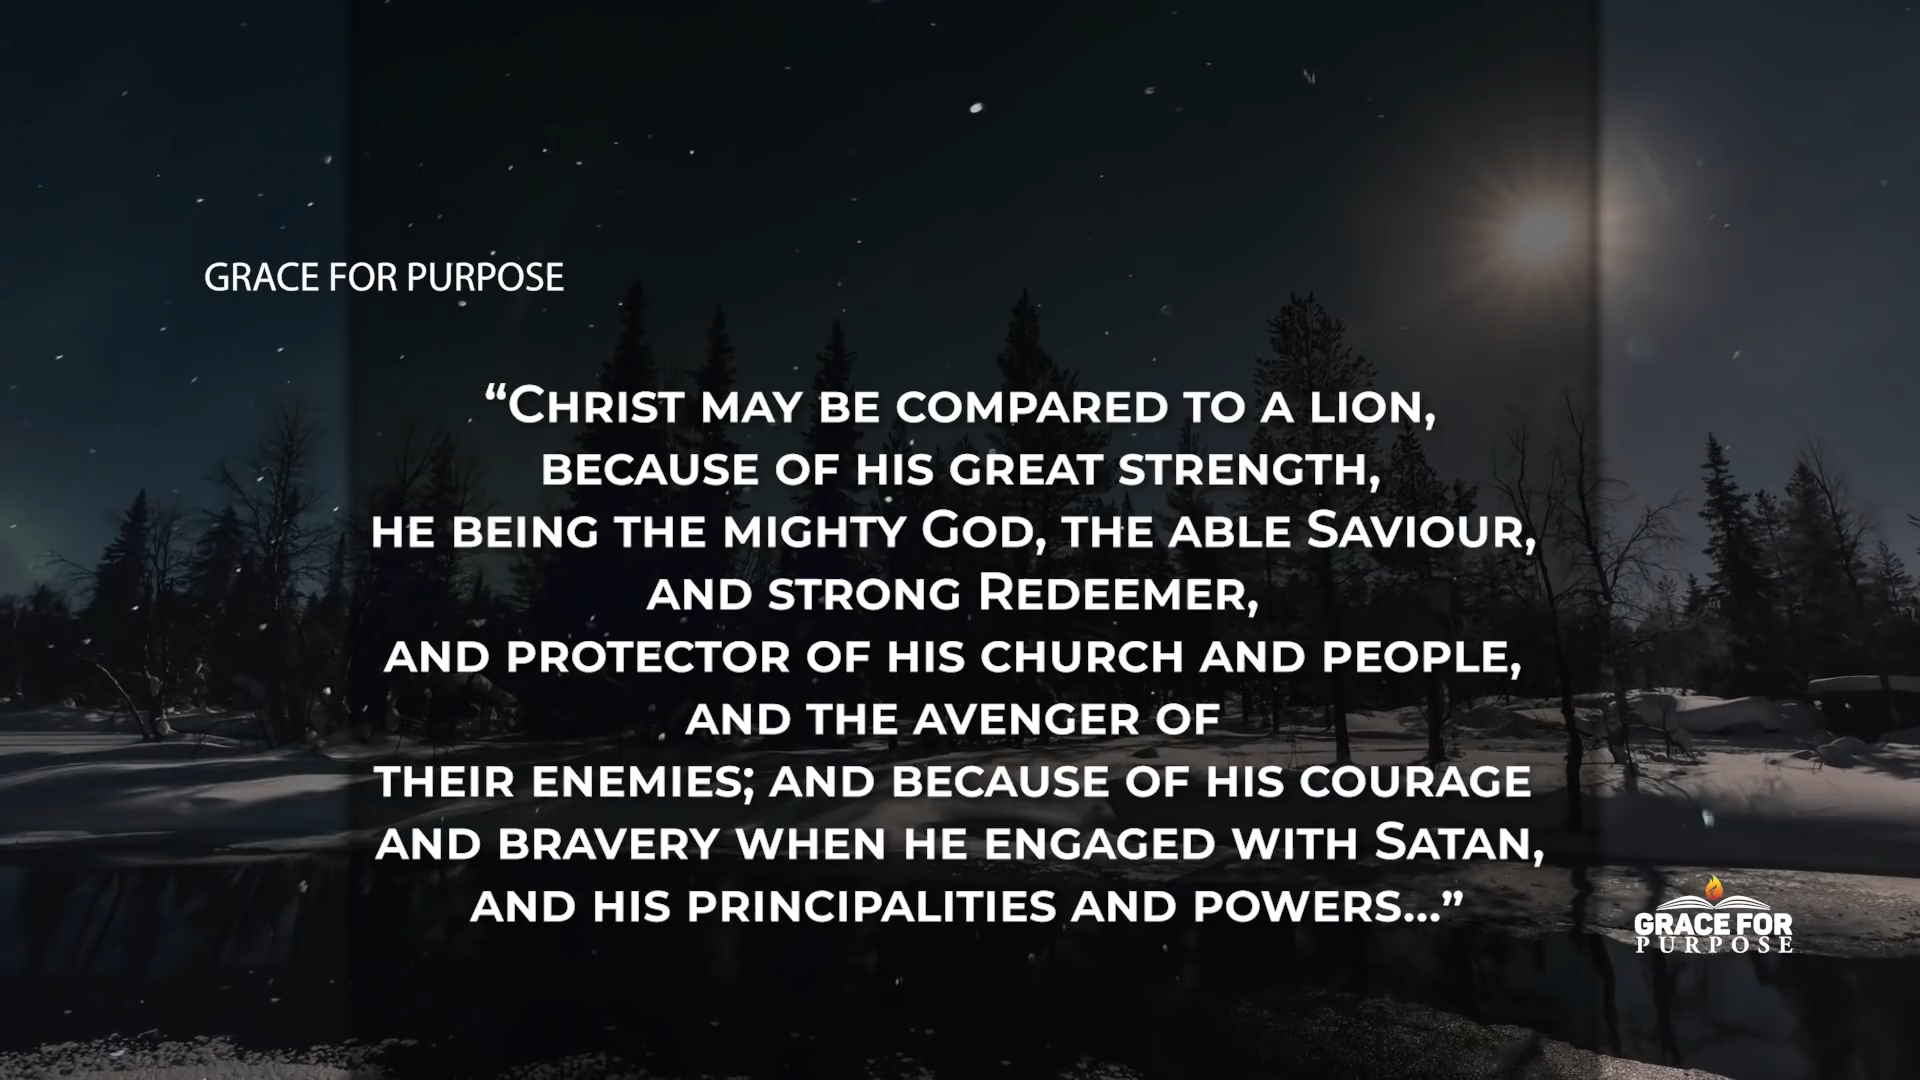 GRACE FOR PURPOSE
“Christ may be compared to a lion,
because of his great strength,
he being the mighty God, the able Saviour,
and strong Redeemer,
and protector of his church and people,
and the avenger of
their enemies; and because of his courage
and bravery when he engaged with Satan,
and his principalities and powers...”
GRACE FOR
PURPOSE